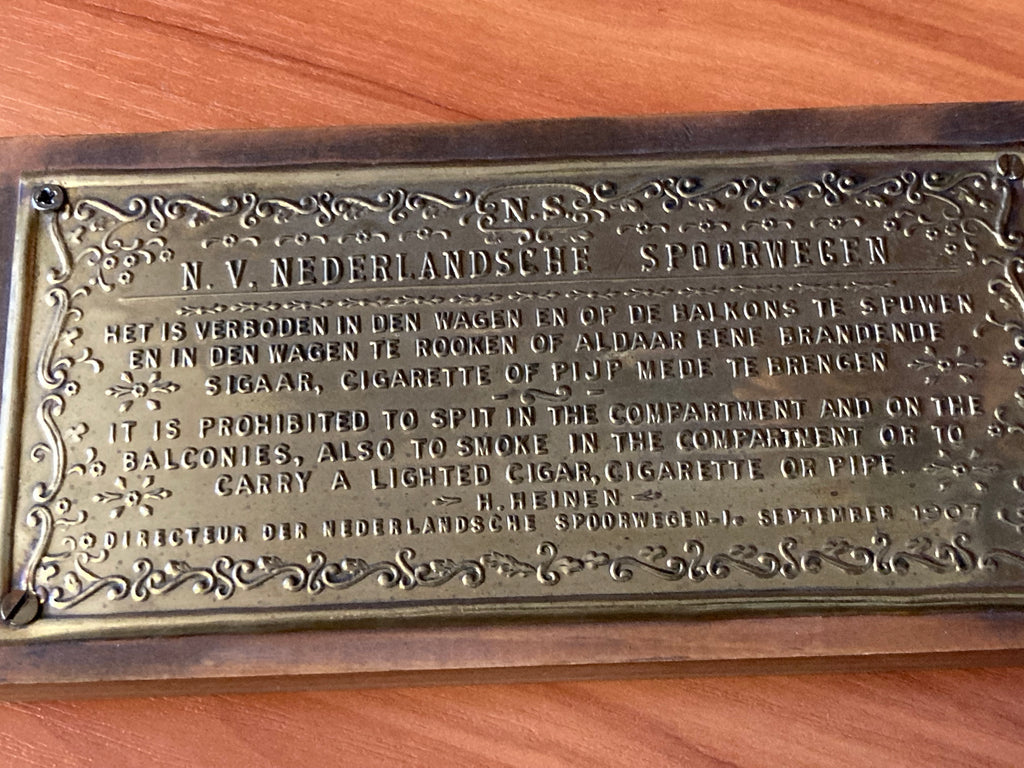 N.S.
N. V. NEDERLANDSCHE SPOORWEGEN
HET IS VERBODEN IN DEN WAGEN EN OP DE BALKONS TE SPUWEN
EN IN DEN WAGEN TE ROOKEN OF ALDAAR EENE BRANDENDE
SIGAAR, CIGARETTE OF PIJP MEDE TE BRENGEN
IT IS PROHIBITED TO SPIT IN THE COMPARTMENT AND ON THE
BALCONIES, ALSO TO SMOKE IN THE COMPARTMENT OR TO
CARRY A LIGHTED CIGAR, CIGARETTE OR PIPE.
H. HEINEN
DIRECTEUR DER NEDERLANDSCHE SPOORWEGEN-1. SEPTEMBER 1907